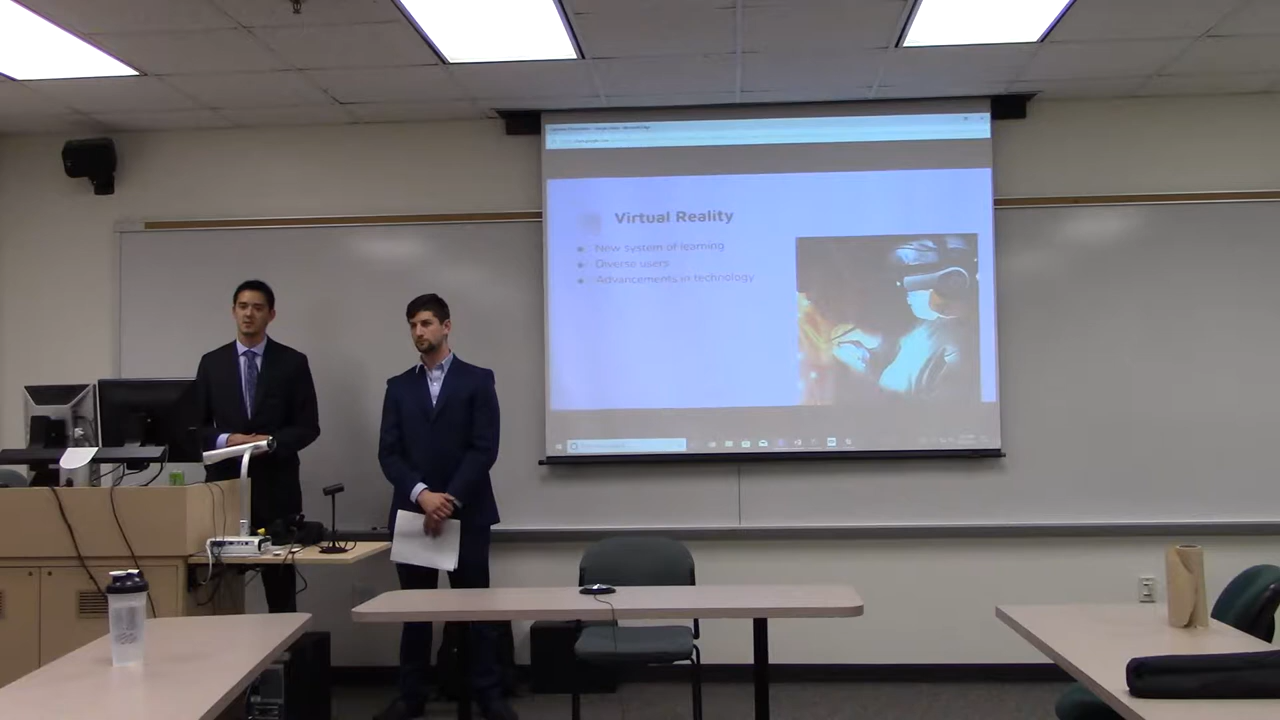 Virtual Reality
New system of learning
Diverse users
Advancements in technology